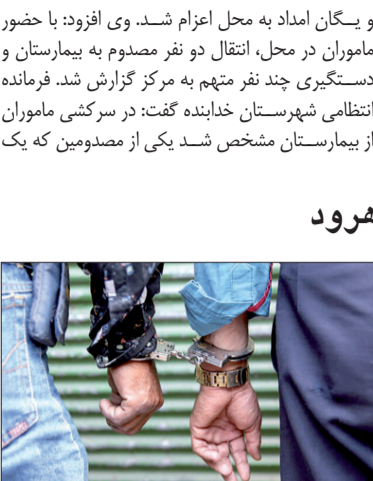 و یگان امداد به محل اعزام شد. وی افزود: با حضور
ماموران در محل، انتقال دو نفر مصدوم به بیمارستان و
دستگیری چند نفر متهم به مرکز گزارش شد. فرمانده
انتظامی شهرستان خدابنده گفت: در سرکشی ماموران
از بیمارستان مشخص شد یکی از مصدومین که یک
هرود